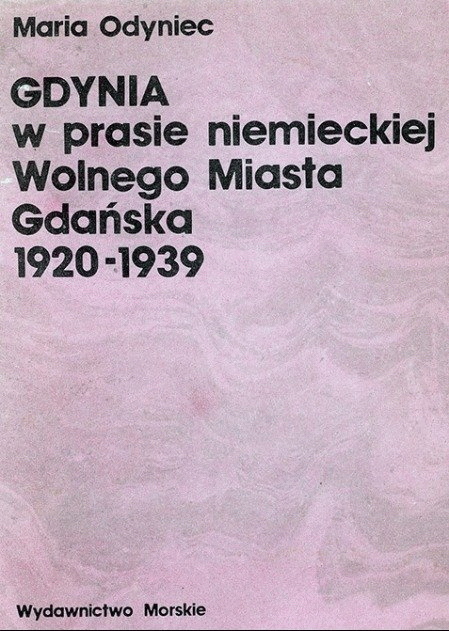 Maria Odyniec
GDYNIA
w prasie niemieckiej
Wolnego Miasta
Gdańska
1920-1939
Wydawnictwo Morskie